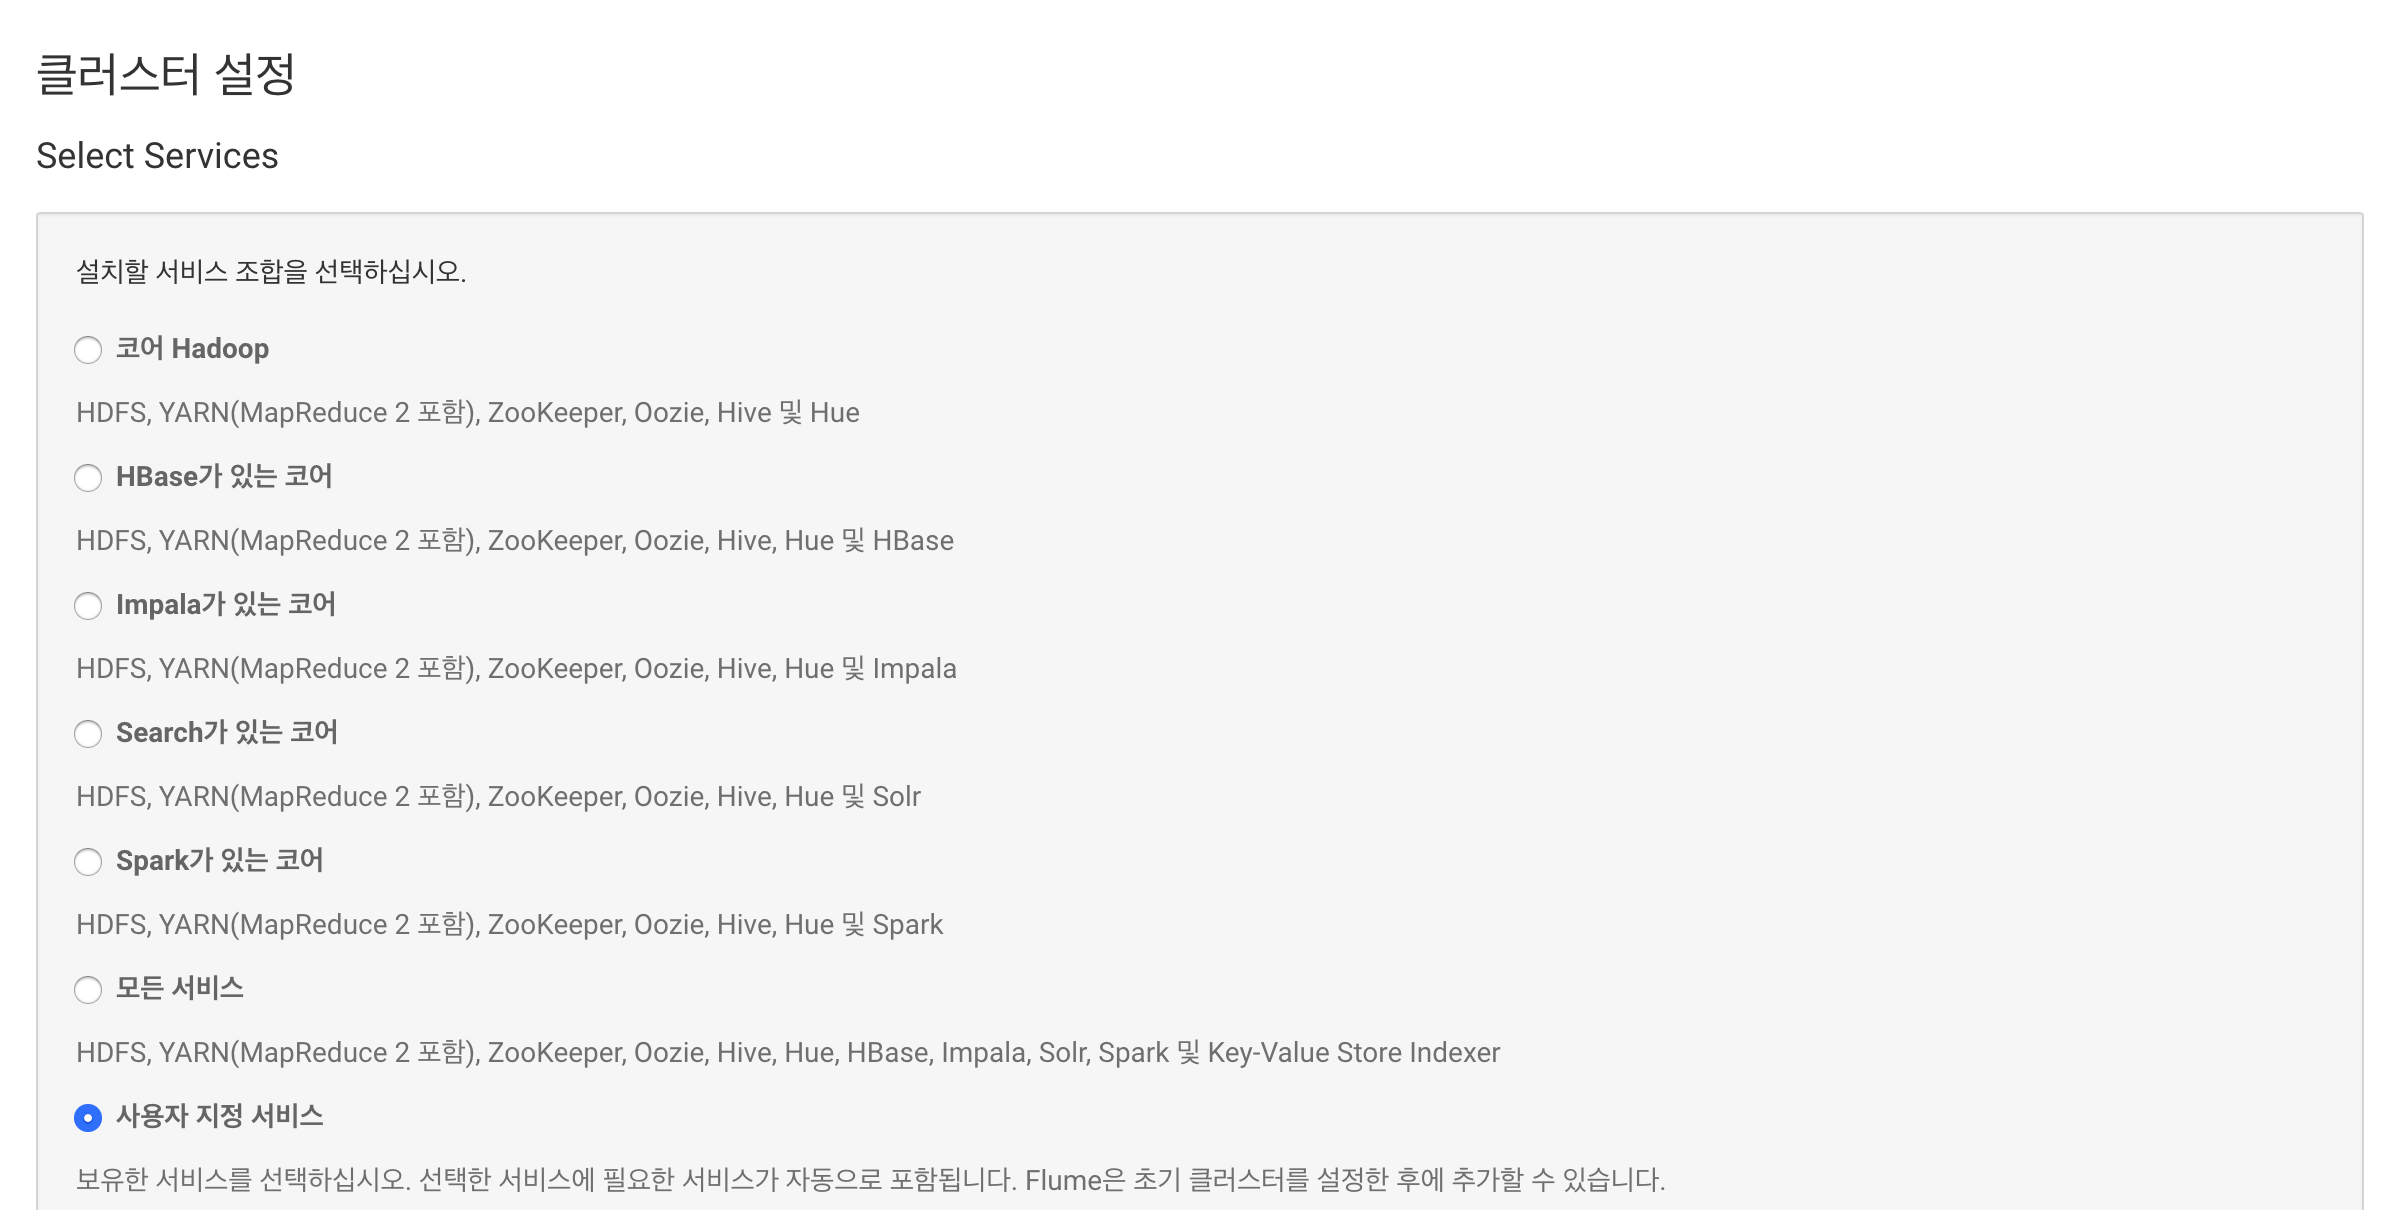 클러스터 설정
Select Services
설치할 서비스 조합을 선택하십시오.
코어 Hadoop
HDFS, YARN(MapReduce 2 포함), ZooKeeper, Oozie, Hive 및 Hue
HBase가 있는 코어
HDFS, YARN(MapReduce 2 포함), ZooKeeper, Oozie, Hive, Hue 및 HBase
Impala가 있는 코어
HDFS, YARN(MapReduce 2 포함), ZooKeeper, Oozie, Hive, Hue 및 Impala
Search가 있는 코어
HDFS, YARN(MapReduce 2 포함), ZooKeeper, Oozie, Hive, Hue 및 Solr
Spark가 있는 코어
HDFS, YARN(MapReduce 2 포함), ZooKeeper, Oozie, Hive, Hue 및 Spark
모든 서비스
HDFS, YARN(MapReduce 2 포함), ZooKeeper, Oozie, Hive, Hue, HBase, Impala, Solr, Spark 및 Key-Value Store Indexer
사용자 지정 서비스
보유한 서비스를 선택하십시오. 선택한 서비스에 필요한 서비스가 자동으로 포함됩니다. Flume은 초기 클러스터를 설정한 후에 추가할 수 있습니다.